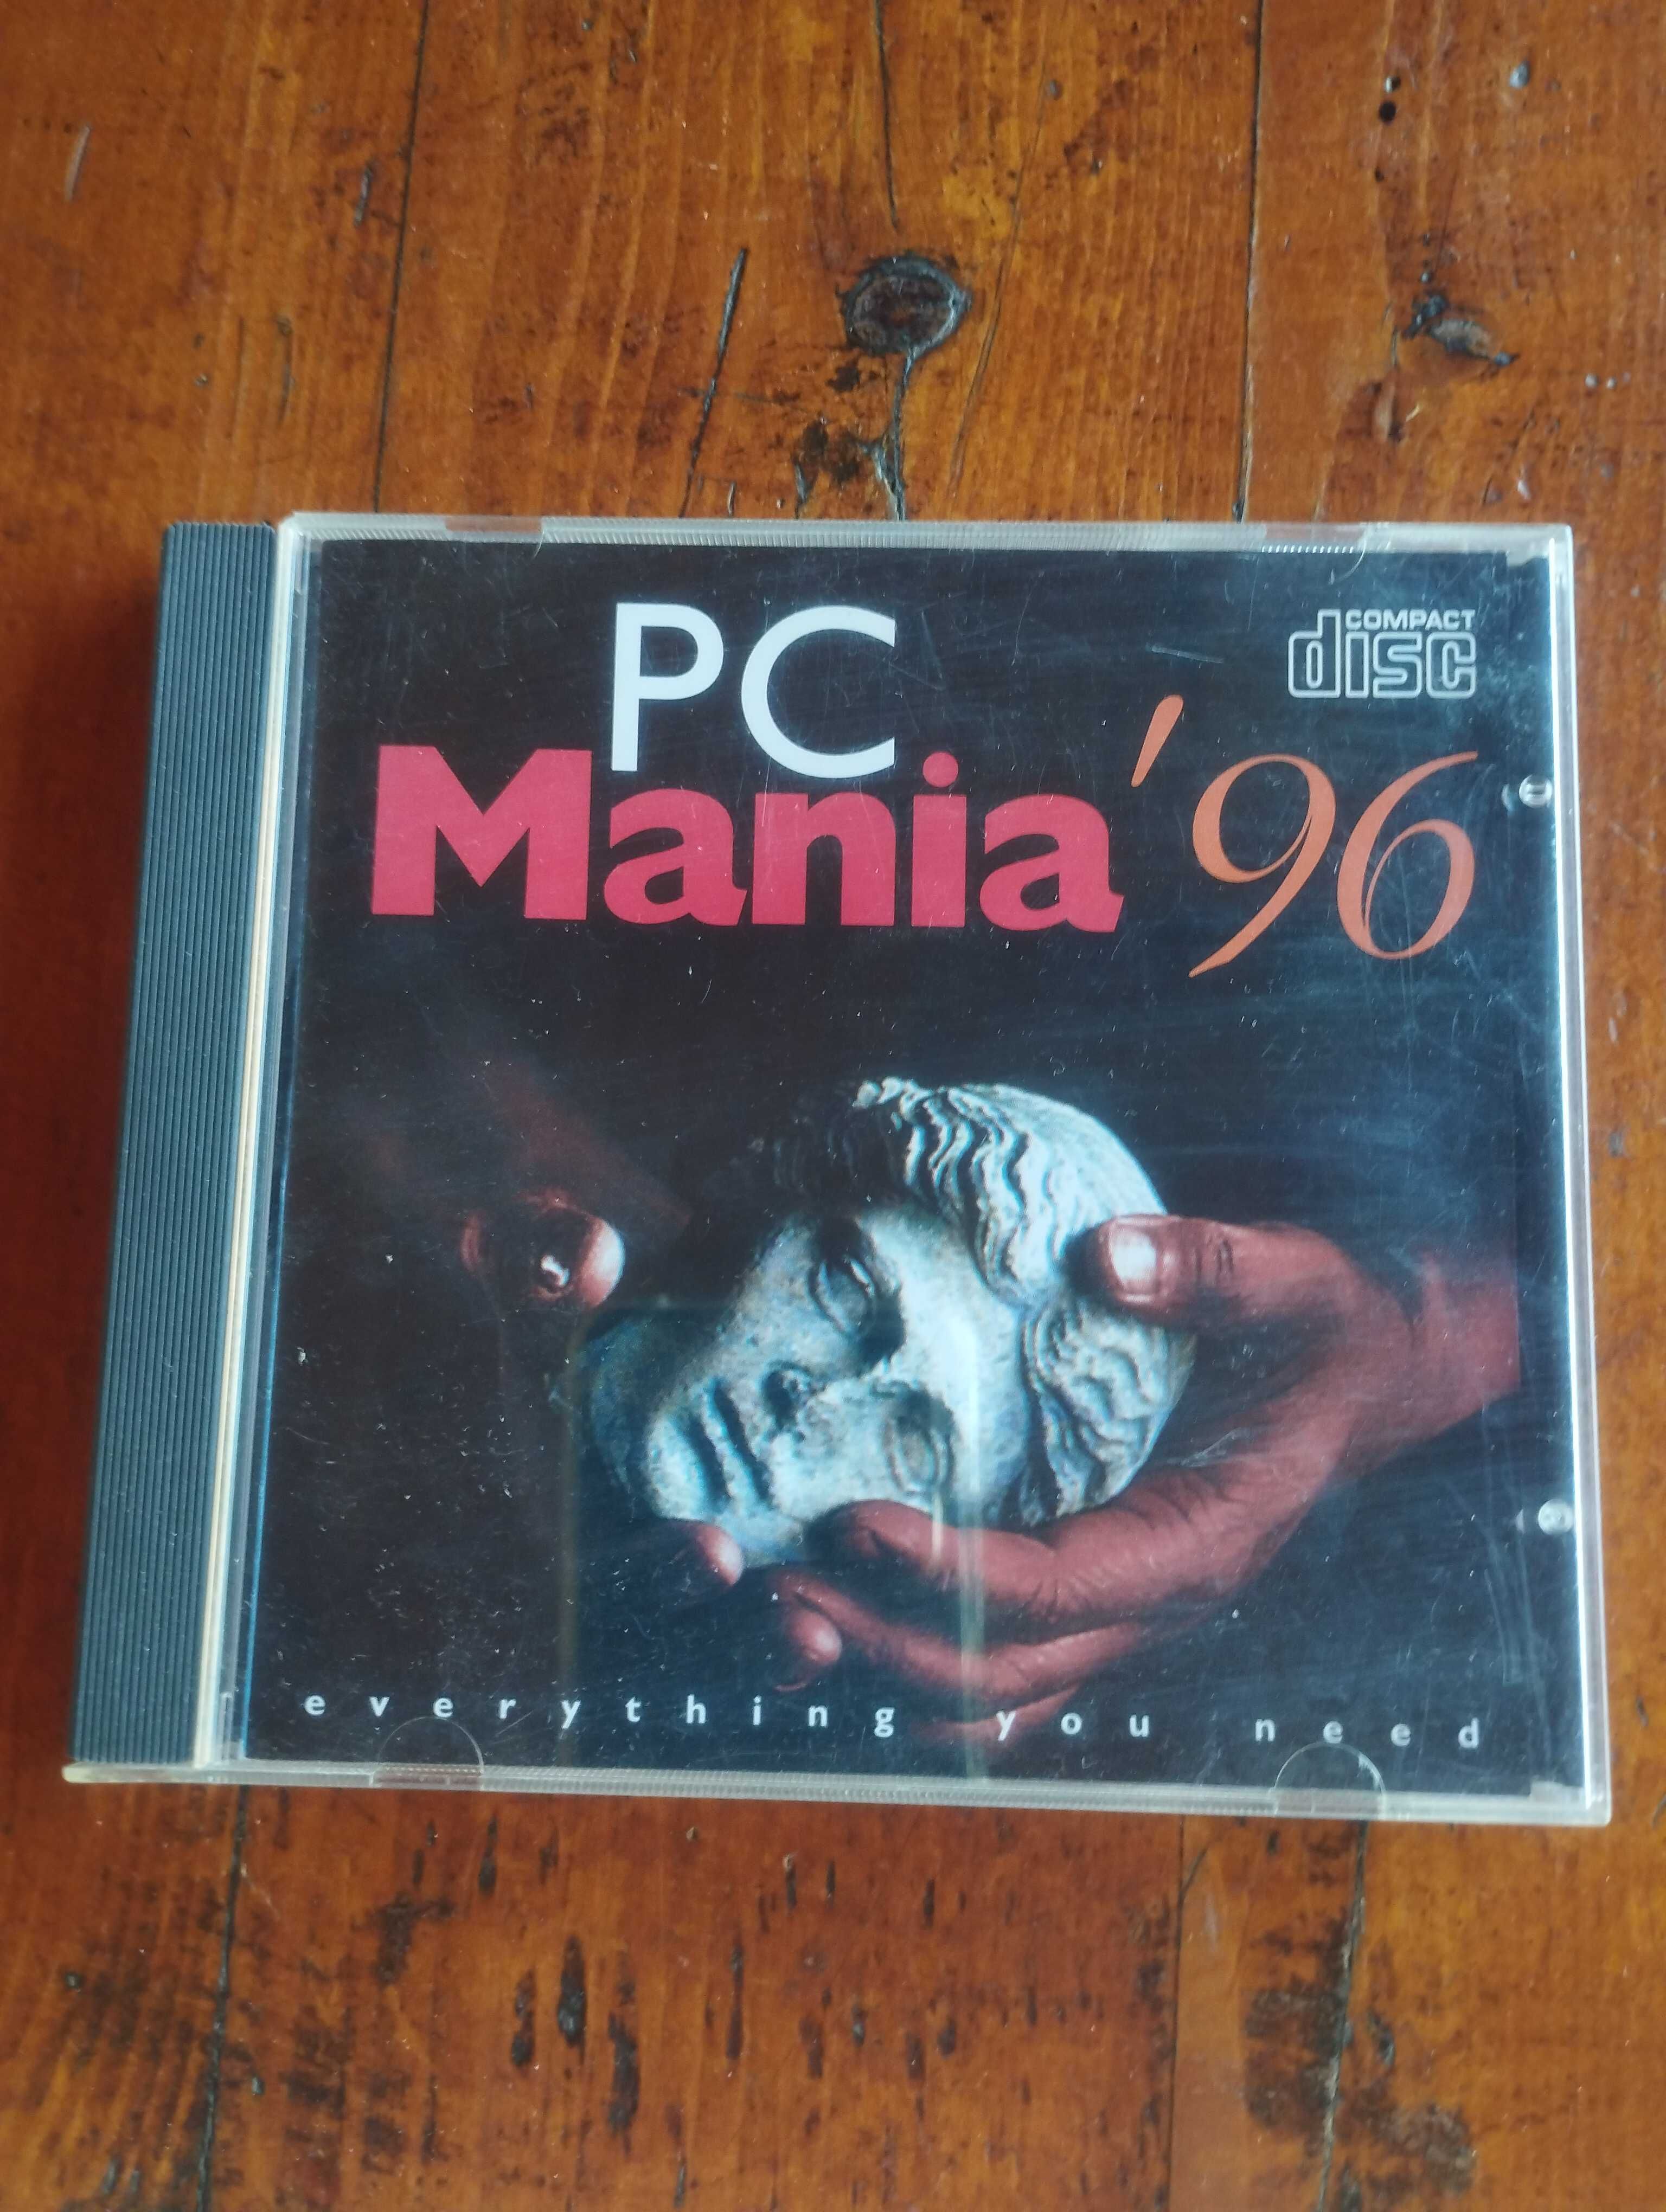 PC
COMPACT
disc
Mania '96
everything you need